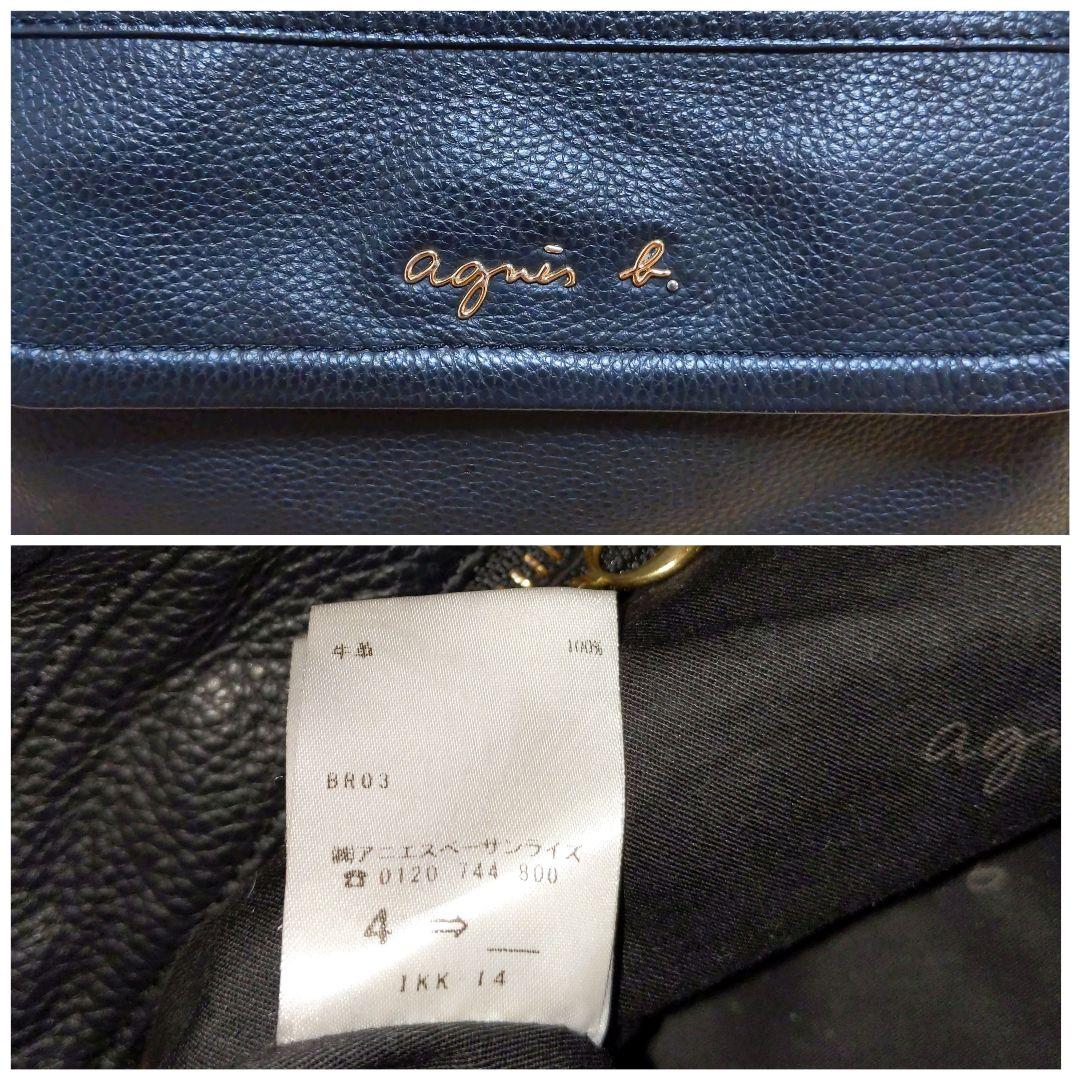 agnès b.
牛革 100%
BR03
㈱アニエスベーサンライズ
☎ 0120 744 800
4 ⇒
IKK 14
ag